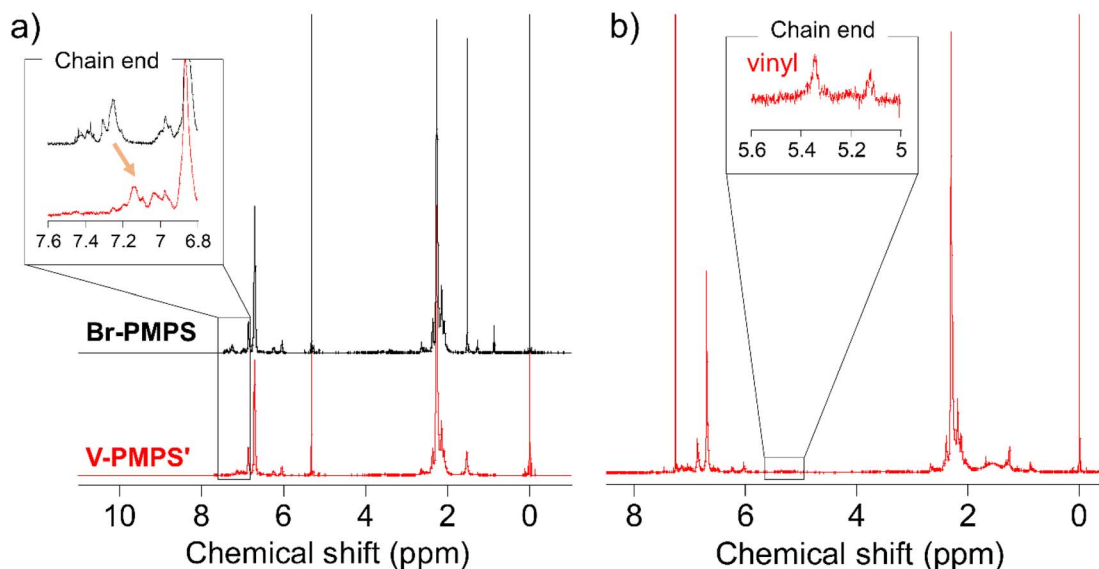 a)
Chain end
7.6 7.4 7.2 7 6.8
Br-PMPS
V-PMPS'
10 8 6 4 2 0
Chemical shift (ppm)
b)
Chain end
vinyl
5.6 5.4 5.2 5
8 6 4 2 0
Chemical shift (ppm)